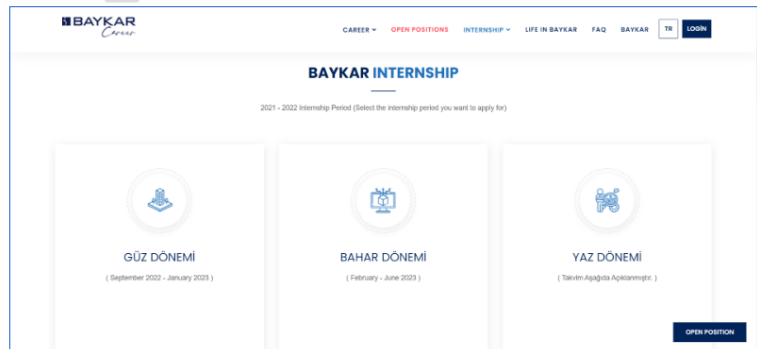 BAYKAR
Career
CAREER OPEN POSITIONS INTERNSHIP LIFE IN BAYKAR FAQ BAYKAR TR LOGİN
BAYKAR INTERNSHIP
2021 - 2022 Internship Period (Select the internship period you want to apply for)
GÜZ DÖNEMİ
( September 2022 - January 2023 )
BAHAR DÖNEMİ
( February - June 2023 )
YAZ DÖNEMİ
( Takvim Aşağıda Açıklanmıştır. )
OPEN POSITION